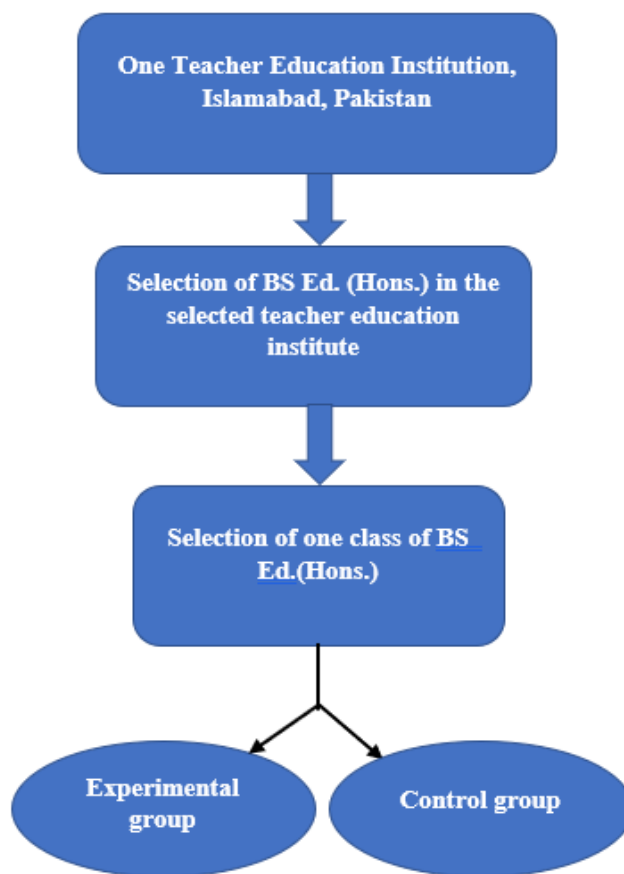 One Teacher Education Institution,
Islamabad, Pakistan
Selection of BS Ed. (Hons.) in the
selected teacher education
institute
Selection of one class of BS
Ed.(Hons.)
Experimental
group
Control group